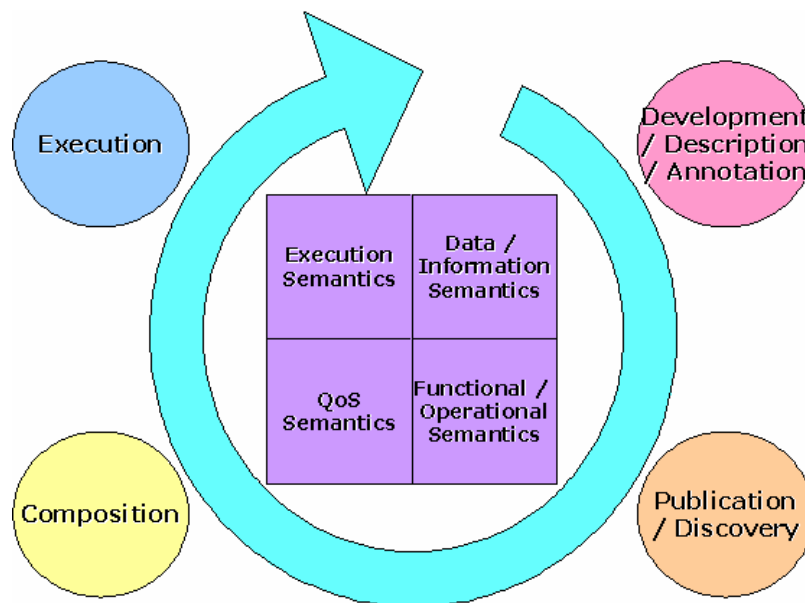 Execution
Development
/ Description
/ Annotation
Execution
Semantics
Data /
Information
Semantics
QoS
Semantics
Functional /
Operational
Semantics
Composition
Publication
/ Discovery